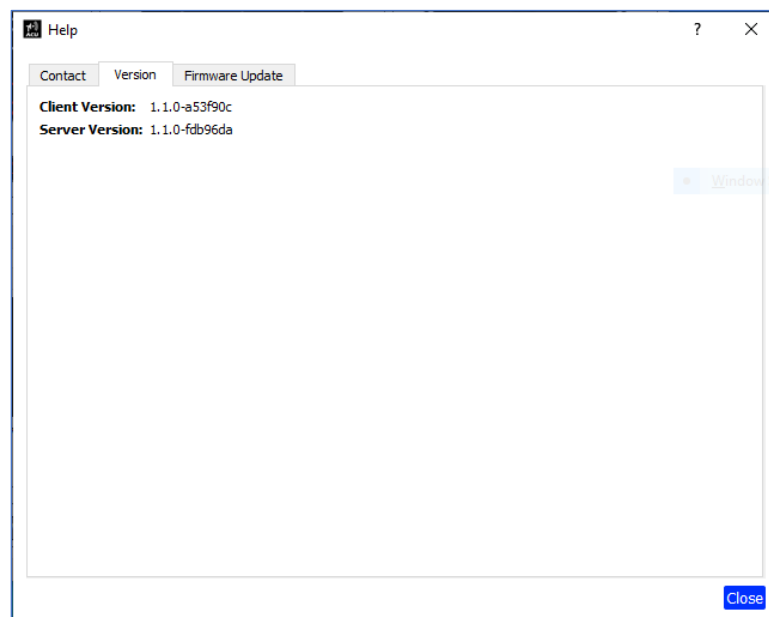 ACU Help ?
Contact Version Firmware Update
Client Version: 1.1.0-a53f90c
Server Version: 1.1.0-fdb96da
Window
Close